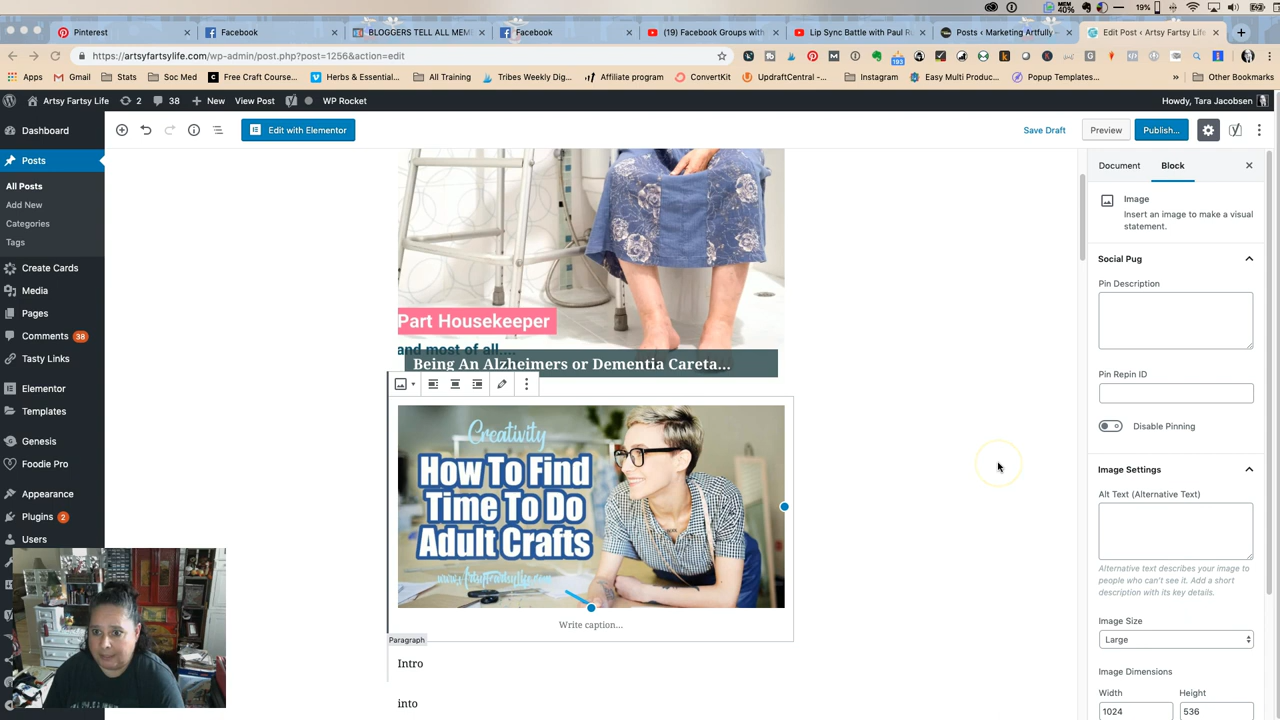 MEM 40%
19%
Pinterest
Facebook
BLOGGERS TELL ALL MEME
Facebook
(19) Facebook Groups with
Lip Sync Battle with Paul R
Posts ‹ Marketing Artfully —
Edit Post ‹ Artsy Fartsy Life
https://artsyfartsylife.com/wp-admin/post.php?post=1256&action=edit
193
Apps
Gmail
Stats
Soc Med
Free Craft Course...
Herbs & Essential...
All Training
Tribes Weekly Dig...
Affiliate program
ConvertKit
UpdraftCentral -...
Instagram
Easy Multi Produc...
Popup Templates...
»
Other Bookmarks
Artsy Fartsy Life
2
38
+ New
View Post
WP Rocket
Howdy, Tara Jacobsen
Dashboard
Posts
All Posts
Add New
Categories
Tags
Create Cards
Media
Pages
Comments 38
Tasty Links
Elementor
Templates
Genesis
Foodie Pro
Appearance
Plugins 2
Users
Edit with Elementor
Save Draft
Preview
Publish...
Part Housekeeper
and most of all....
Being An Alzheimers or Dementia Careta...
Creativity
How To Find
Time To Do
Adult Crafts
www.artsyfartsylife.com
Write caption...
Paragraph
Intro
into
Document
Block
Image
Insert an image to make a visual
statement.
Social Pug
Pin Description
Pin Repin ID
Disable Pinning
Image Settings
Alt Text (Alternative Text)
Alternative text describes your image to
people who can't see it. Add a short
description with its key details.
Image Size
Large
Image Dimensions
Width
Height
1024
536